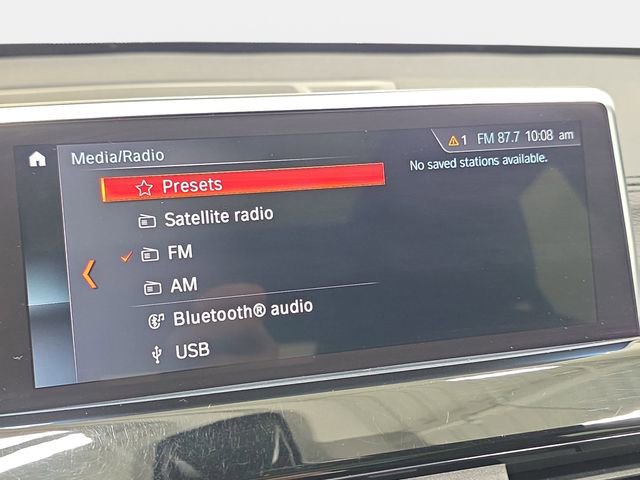 Media/Radio
1 FM 87.7 10:08 am
Presets
No saved stations available.
Satellite radio
FM
AM
Bluetooth® audio
USB